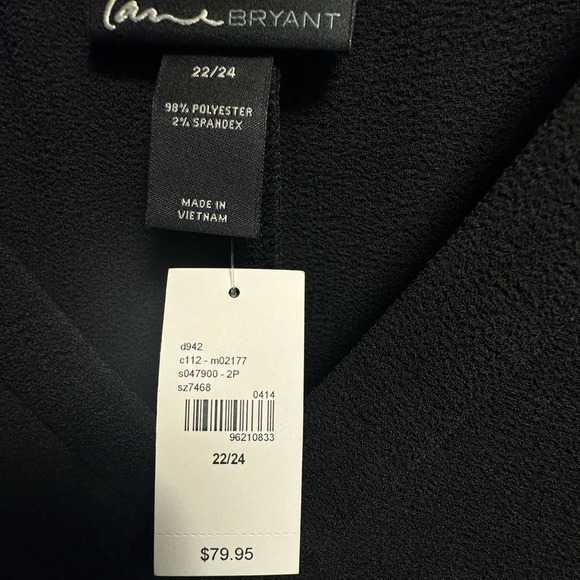 Lane BRYANT
22/24
98% POLYESTER
2% SPANDEX
MADE IN
VIETNAM
d942
c112 - m02177
s047900 - 2P
sz7468
0414
96210833
22/24
$79.95